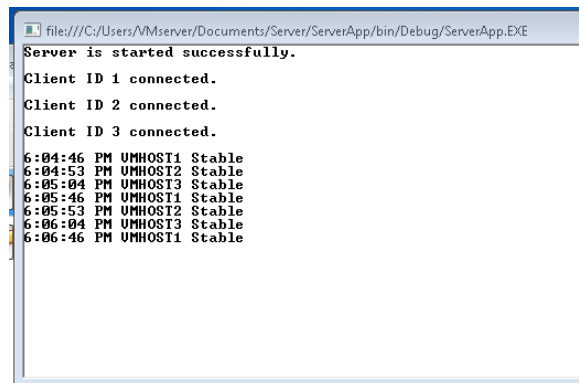 file:///C:/Users/VMserver/Documents/Server/ServerApp/bin/Debug/ServerApp.EXE
Server is started successfully.
Client ID 1 connected.
Client ID 2 connected.
Client ID 3 connected.
6:04:46 PM VMHOST1 Stable
6:04:53 PM VMHOST2 Stable
6:05:04 PM VMHOST3 Stable
6:05:46 PM VMHOST1 Stable
6:05:53 PM VMHOST2 Stable
6:06:04 PM VMHOST3 Stable
6:06:46 PM VMHOST1 Stable